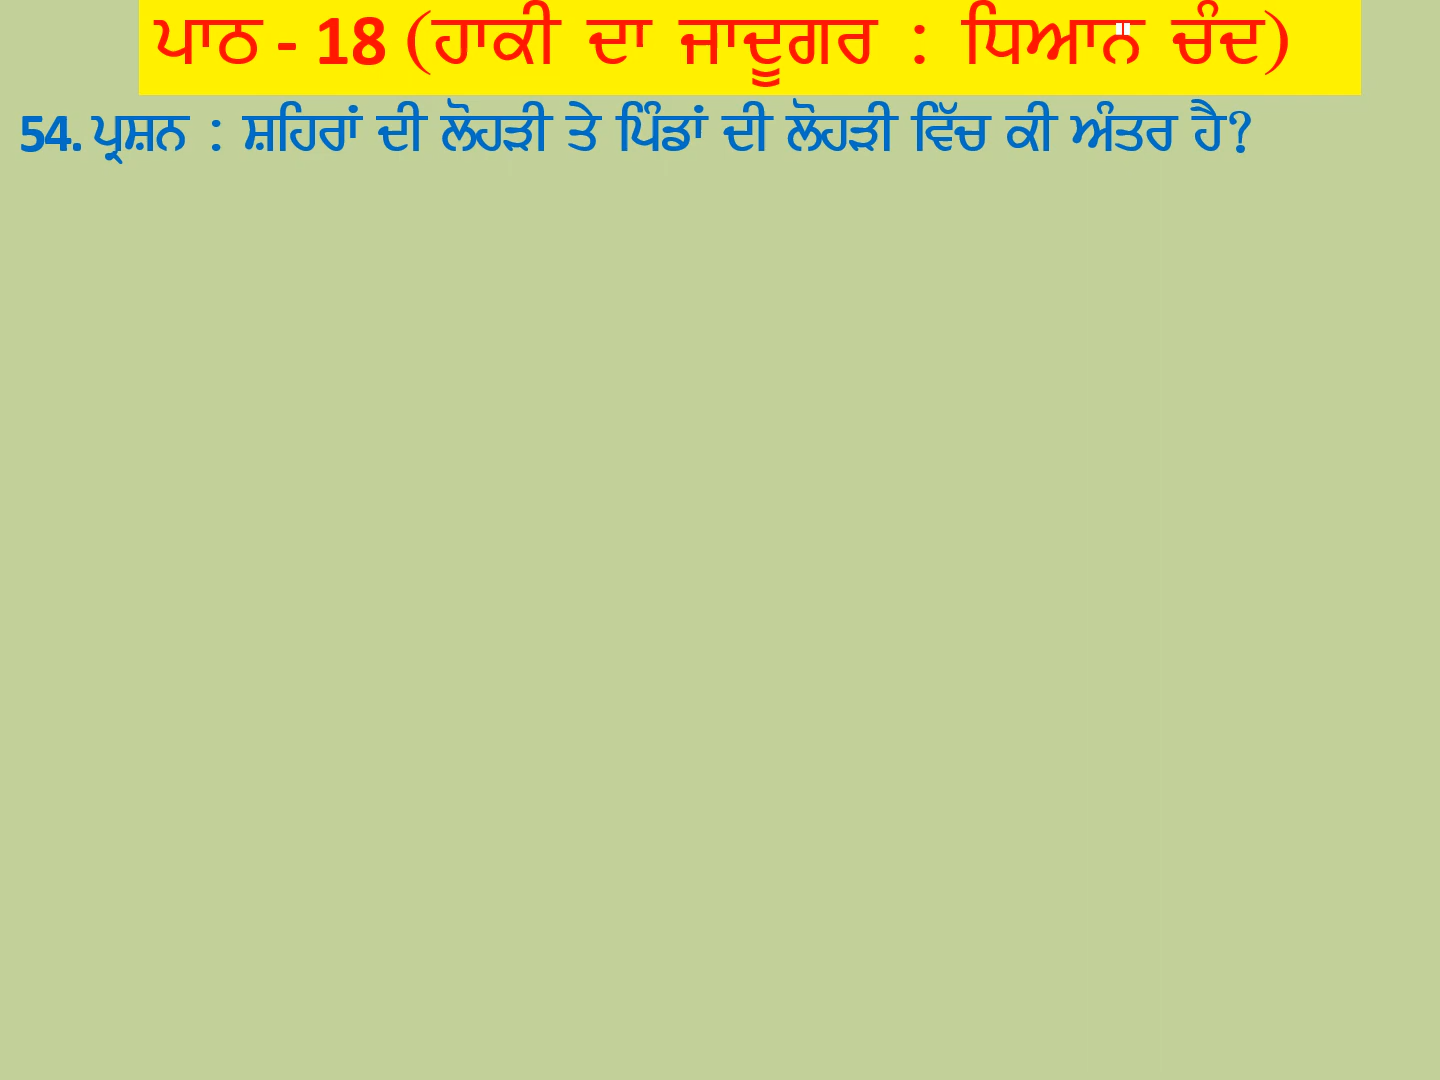 ਪਾਠ - 18 (ਹਾਕੀ ਦਾ ਜਾਦੂਗਰ : ਧਿਆਨ ਚੰਦ)
54. ਪ੍ਰਸ਼ਨ : ਸ਼ਹਿਰਾਂ ਦੀ ਲੋਹੜੀ ਤੇ ਪਿੰਡਾਂ ਦੀ ਲੋਹੜੀ ਵਿੱਚ ਕੀ ਅੰਤਰ ਹੈ?